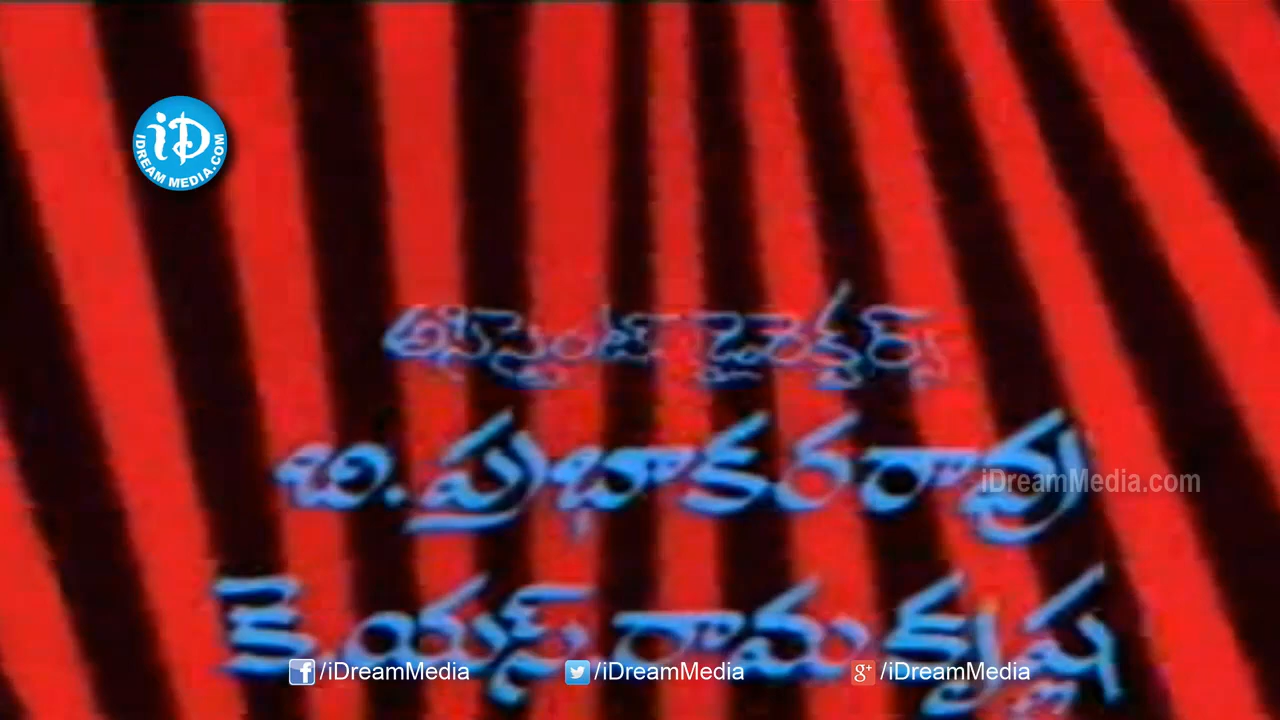 iD
IDREAM MEDIA.COM
అసిస్టెంట్ డైరెక్టర్స్
బి. ప్రభాకరరావు
iDreamMedia.com
కె. యస్ రామకృష్ణ
/iDreamMedia /iDreamMedia /iDreamMedia